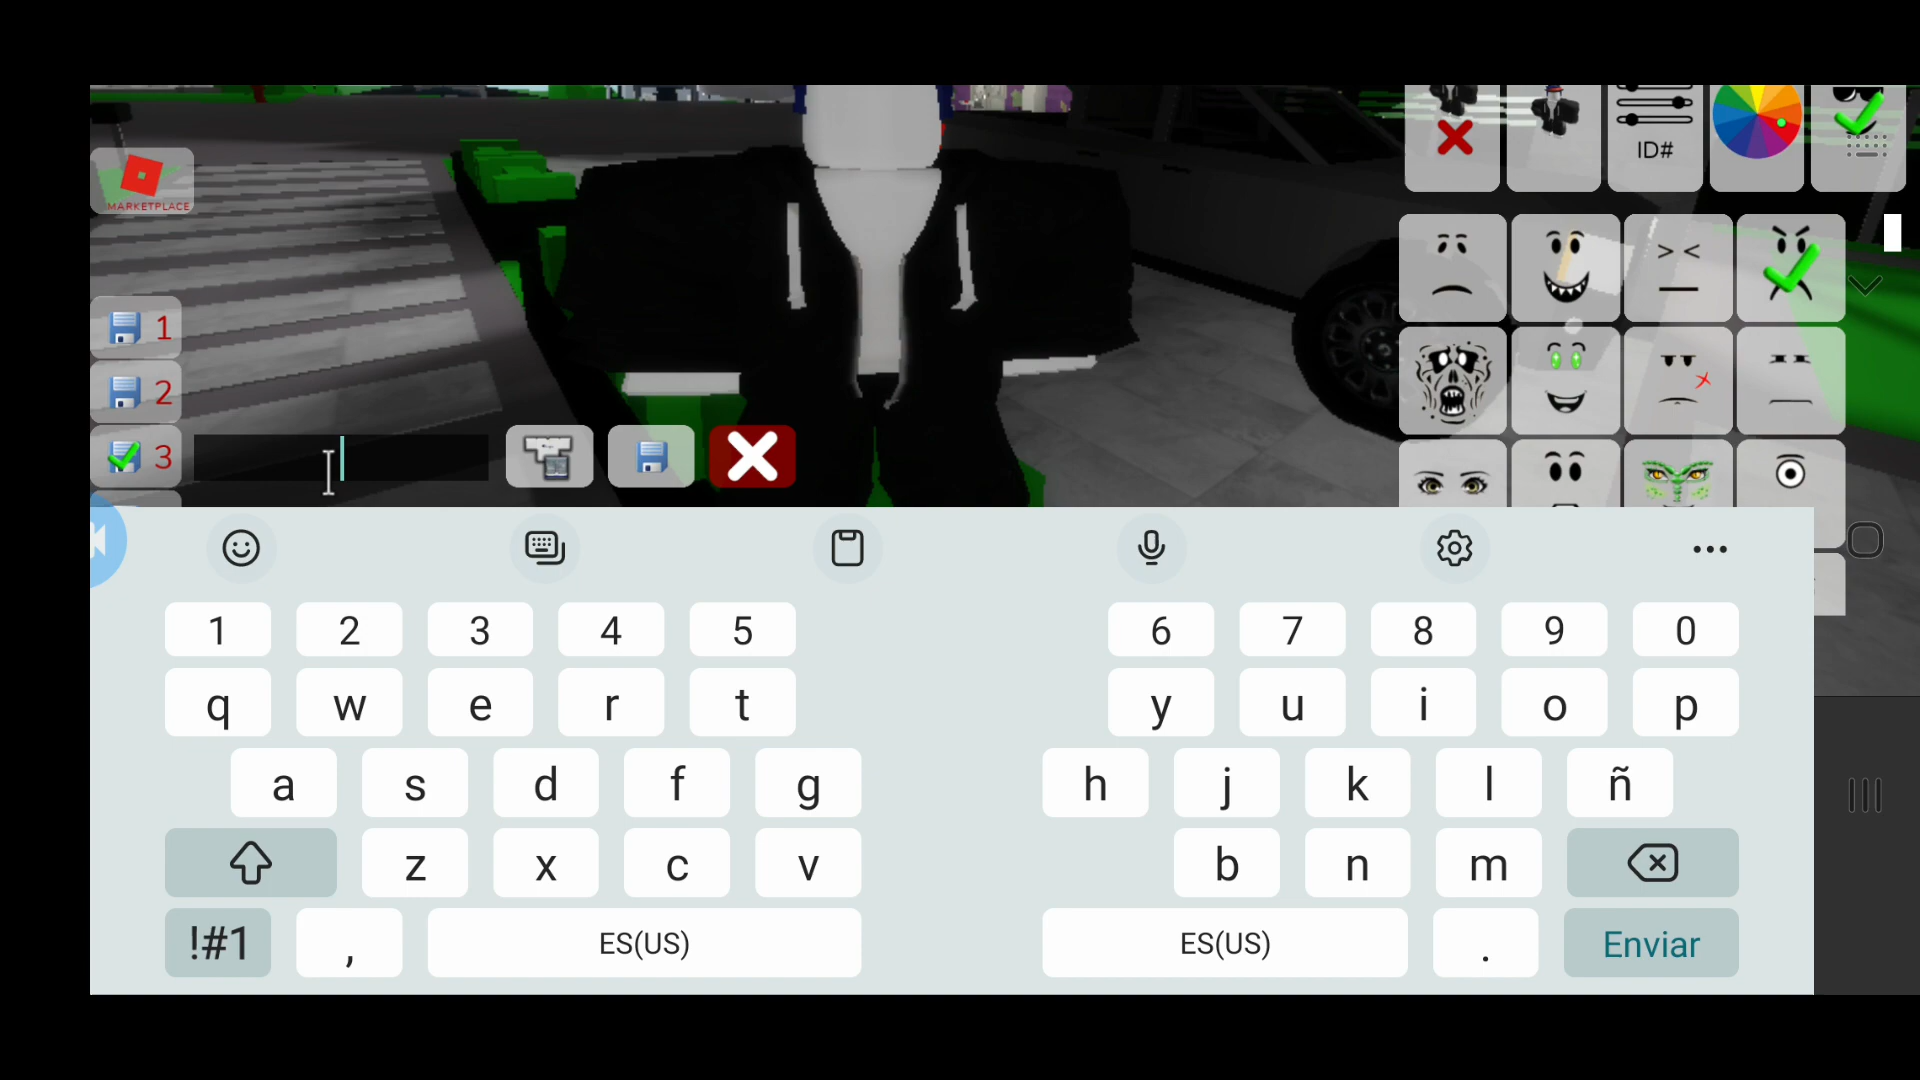 ID#
MARKETPLACE
1
2
3
1 2 3 4 5 6 7 8 9 0
q w e r t y u i o p
a s d f g h j k l ñ
z x c v b n m
!#1 , ES(US) ES(US) . Enviar